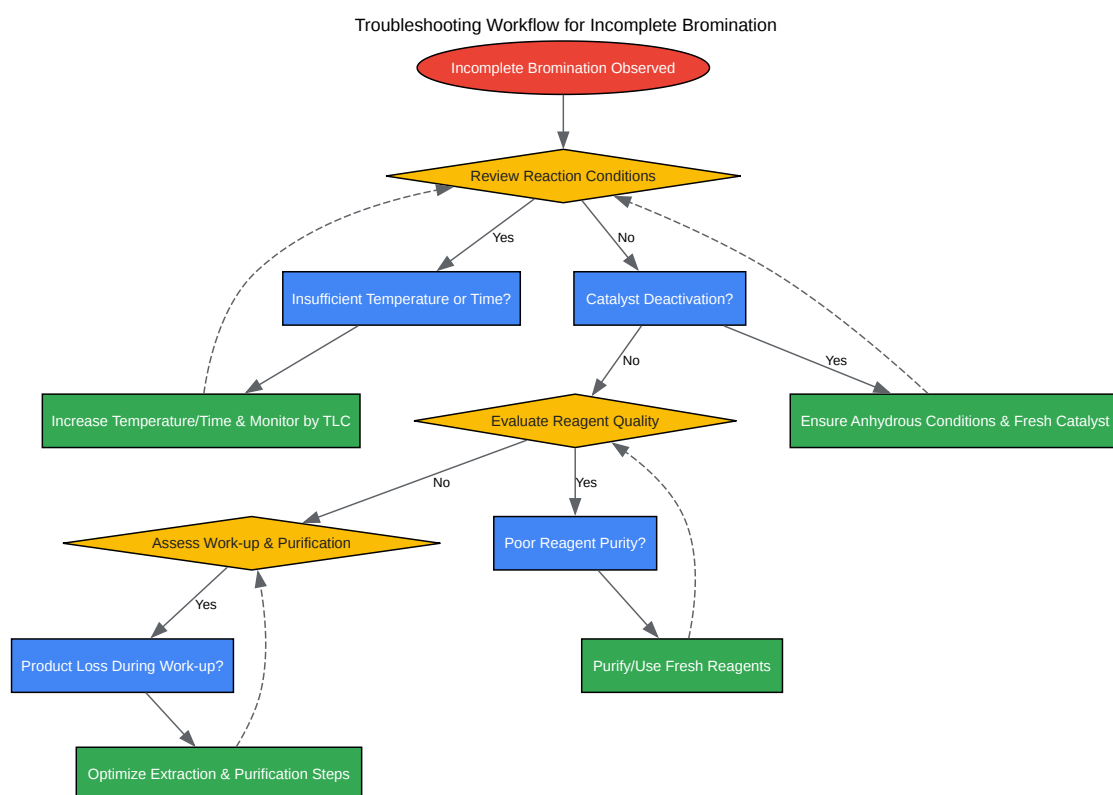 Troubleshooting Workflow for Incomplete Bromination
Incomplete Bromination Observed
Review Reaction Conditions
Yes
No
Insufficient Temperature or Time?
Catalyst Deactivation?
No
Yes
Increase Temperature/Time & Monitor by TLC
Evaluate Reagent Quality
Ensure Anhydrous Conditions & Fresh Catalyst
No
Yes
Assess Work-up & Purification
Poor Reagent Purity?
Yes
Product Loss During Work-up?
Purify/Use Fresh Reagents
Optimize Extraction & Purification Steps